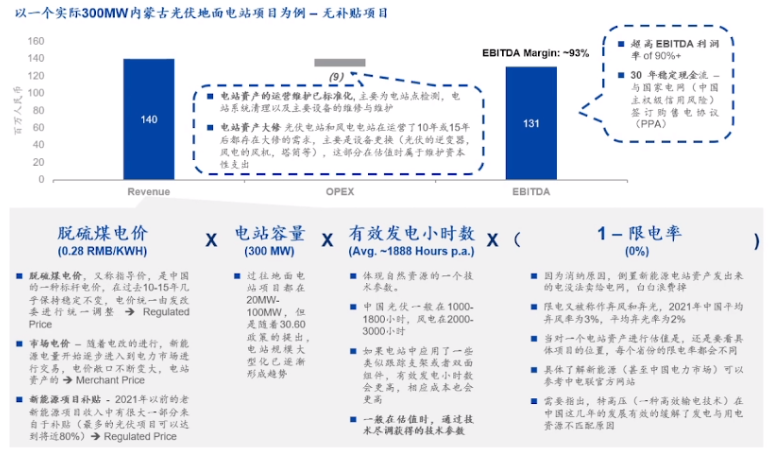 以一个实际300MW内蒙古光伏地面电站项目为例 – 无补贴项目
百万人民币
160
140
120
100
80
60
40
20
0
140
(9)
131
Revenue
OPEX
EBITDA
EBITDA Margin: ~93%
电站资产的运营维护已标准化, 主要为电站点检测, 电
站系统清理以及主要设备的维修与维护
电站资产大修 光伏电站和风电电站在运营了10年或15年
后都存在大修的需求, 主要是设备更换（光伏的逆变器,
风电的风机, 塔筒等）, 这部分在估值时属于维护资本
性支出
超高EBITDA利润
率of 90%+
30 年稳定现金流 –
与国家电网（中国
主权级信用风险）
签订购售电协议
（PPA）
脱硫煤电价
(0.28 RMB/KWH)
X
电站容量
(300 MW)
X
有效发电小时数
(Avg. ~1888 Hours p.a.)
X
(
1 – 限电率
(0%)
)
脱硫煤电价, 又称指导价, 是中国
的一种标杆电价, 在过去10-15年几
乎保持稳定不变, 电价统一由发改
委进行统一调整 → Regulated
Price
市场电价 – 随着电改的进行, 新能
源电量开始逐步进入到电力市场进
行交易, 电价敞口不断变大, 电站
资产的 → Merchant Price
新能源项目补贴 - 2021年以前的老
新能源项目收入中有很大一部分来
自于补贴（最多的光伏项目可以达
到将近80%）→ Regulated Price
过往地面电
站项目都在
20MW-
100MW, 但
是随着30.60
政策的提出,
电站规模大
型化已逐渐
形成趋势
体现自然资源的一个技
术参数。
中国光伏一般在1000-
1800小时, 风电在2000-
3000小时
如果电站中应用了一些
类似跟踪支架或者双面
组件, 有效发电小时数
会更高, 相应成本也会
更高
一般在估值时, 通过技
术尽调获得的技术参数
因为消纳原因, 倒置新能源电站资产发出来
的电没法卖给电网, 白白浪费掉
限电又被称作弃风和弃光, 2021年中国平均
弃风率为3%, 平均弃光率为2%
当对一个电站资产进行估值是, 还是要看具
体项目的位置, 每个省份的限电率都会不同
具体了解新能源（甚至中国电力市场）可以
参考中电联官方网站
需要指出, 特高压（一种高效输电技术）在
中国这几年的发展有效的缓解了发电与用电
资源不匹配原因